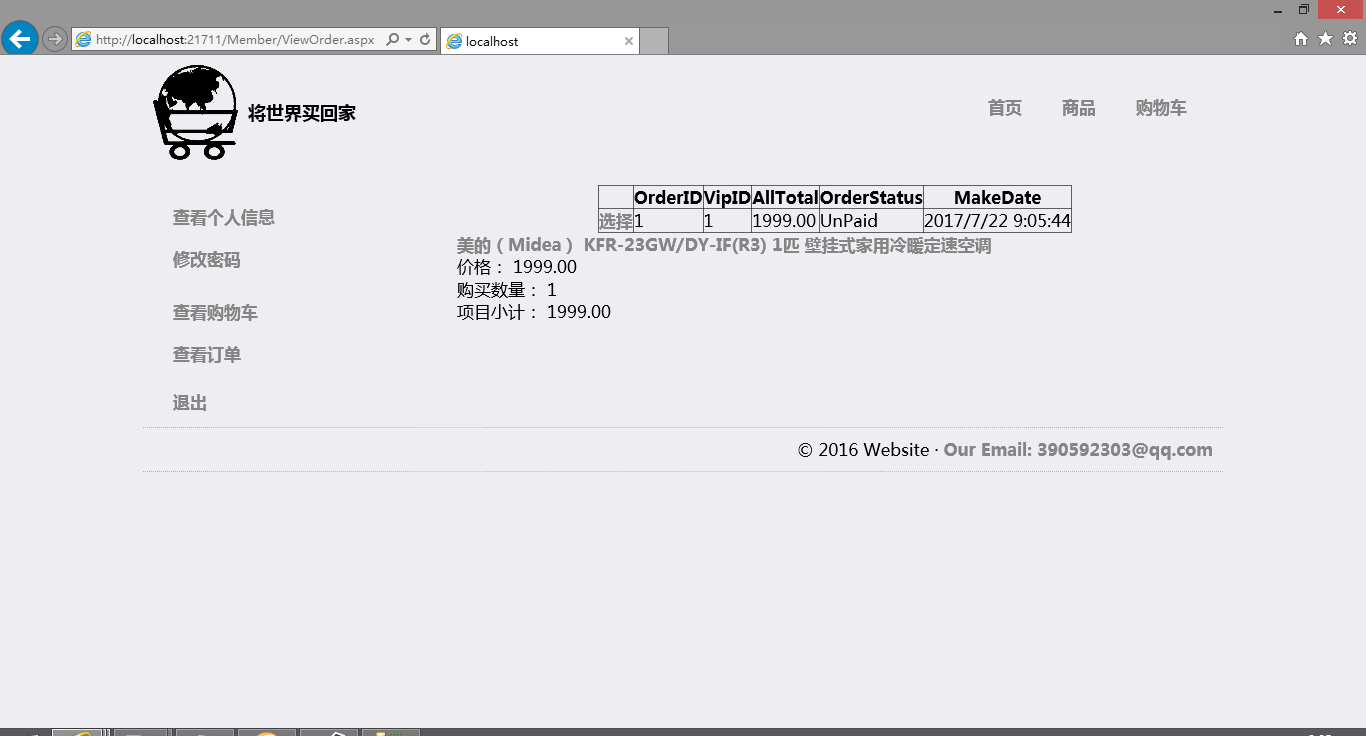 http://localhost:21711/Member/ViewOrder.aspx
localhost
将世界买回家
首页 商品 购物车
查看个人信息
修改密码
查看购物车
查看订单
退出
OrderID VipID AllTotal OrderStatus MakeDate
选择 1 1 1999.00 UnPaid 2017/7/22 9:05:44
美的（Midea） KFR-23GW/DY-IF(R3) 1匹 壁挂式家用冷暖定速空调
价格： 1999.00
购买数量： 1
项目小计： 1999.00
© 2016 Website · Our Email: 390592303@qq.com